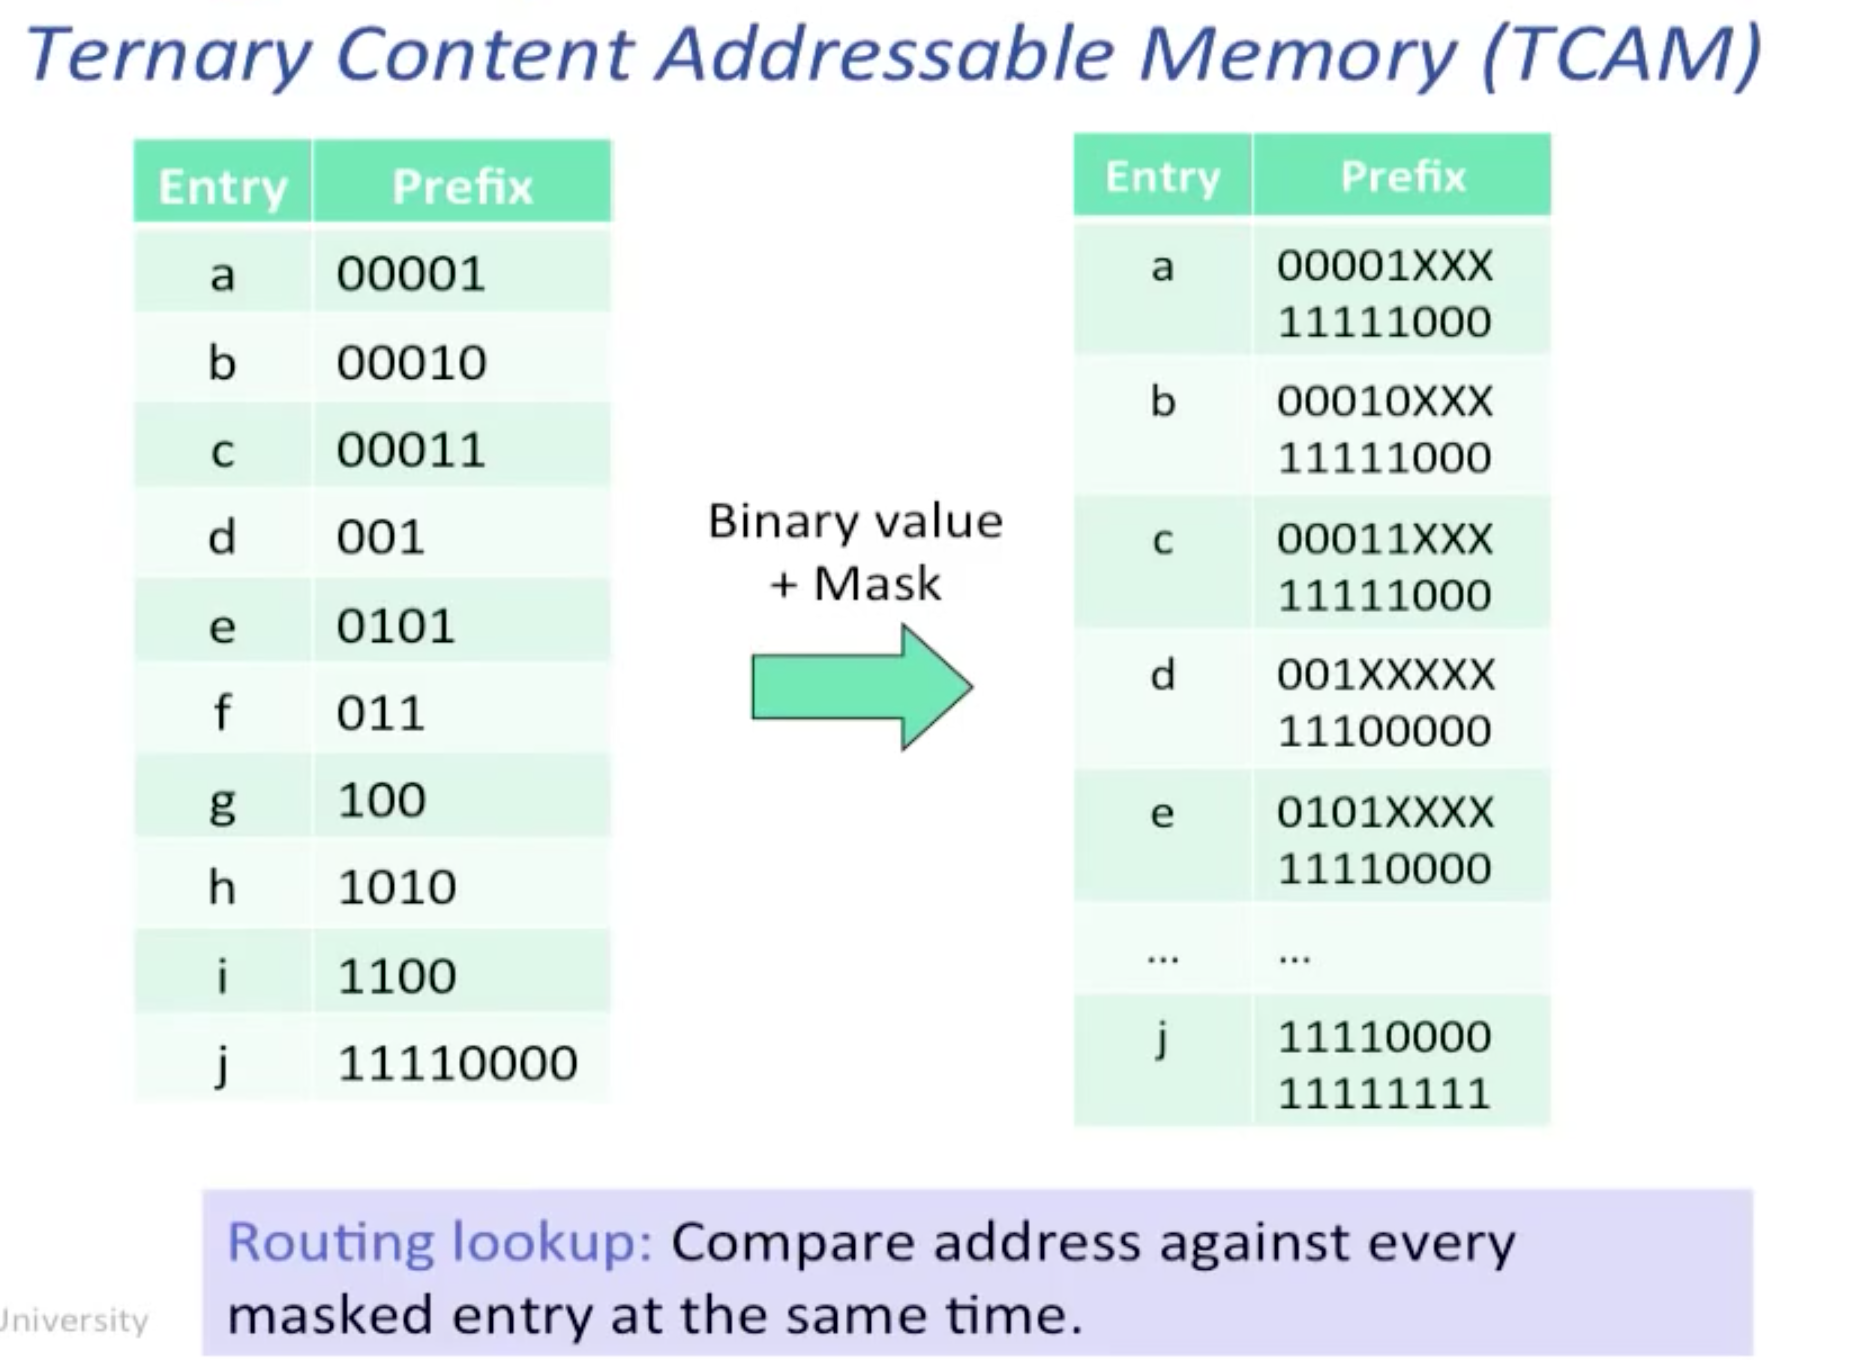 Ternary Content Addressable Memory (TCAM)
Entry Prefix
a 00001
b 00010
c 00011
d 001
e 0101
f 011
g 100
h 1010
i 1100
j 11110000
Binary value
+ Mask
Entry Prefix
a 00001XXX
11111000
b 00010XXX
11111000
c 00011XXX
11111000
d 001XXXXX
11100000
e 0101XXXX
11110000
... ...
j 11110000
11111111
Routing lookup: Compare address against every
masked entry at the same time.
University